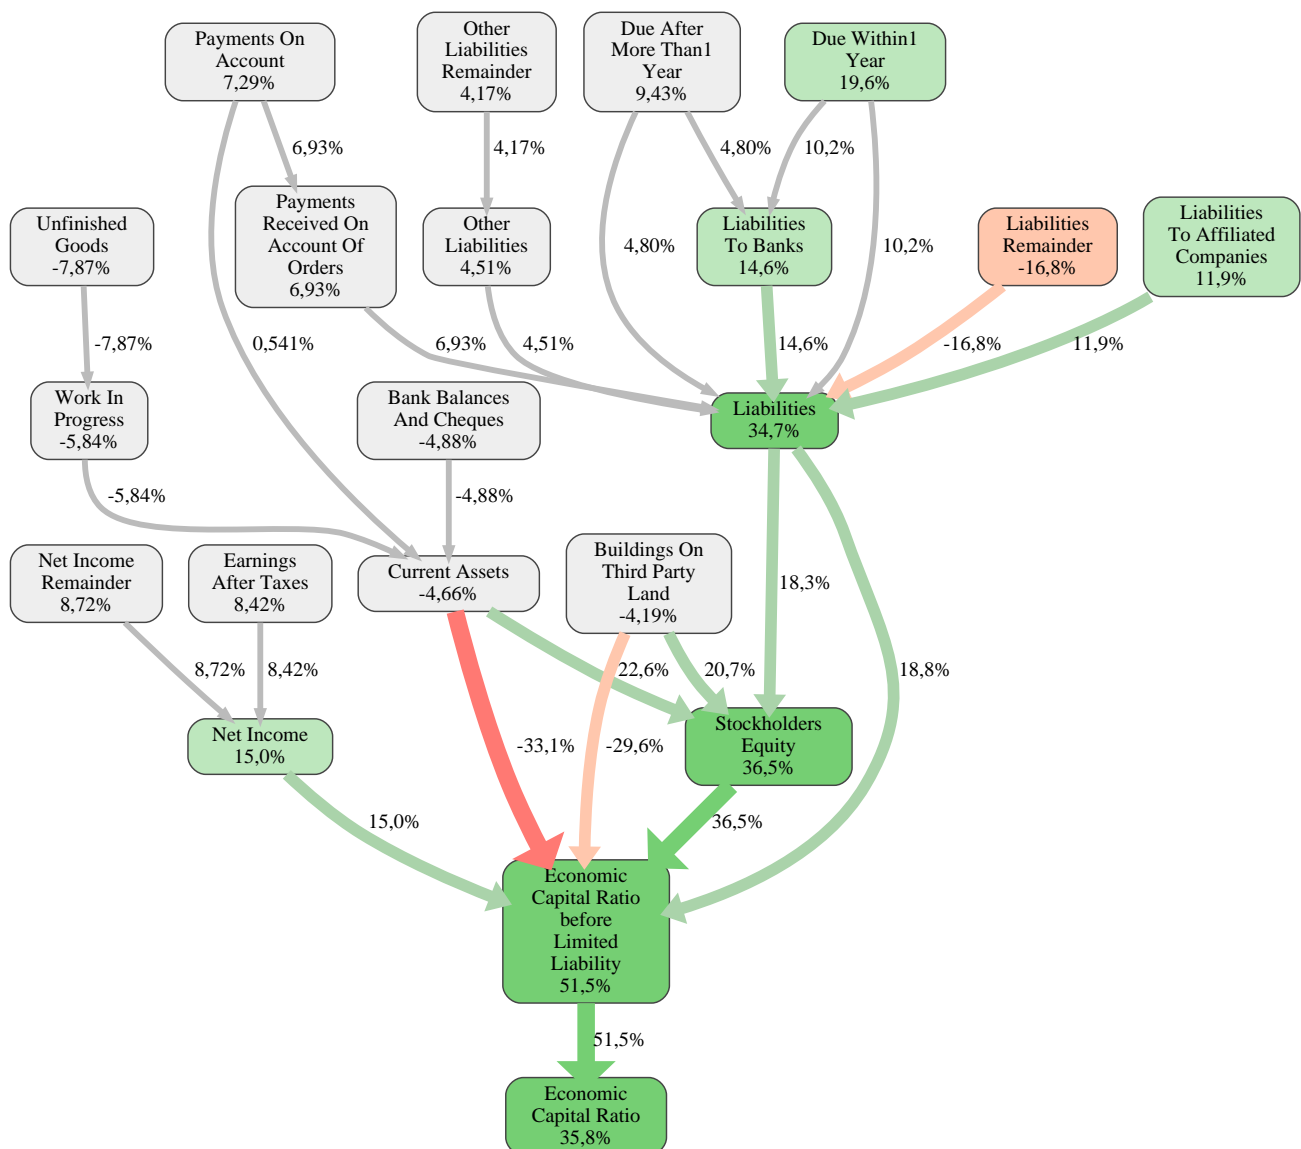 Payments On
Account
7,29%
Other
Liabilities
Remainder
4,17%
Due After
More Than1
Year
9,43%
Due Within1
Year
19,6%
6,93%
4,17%
4,80%
10,2%
Unfinished
Goods
-7,87%
Payments
Received On
Account Of
Orders
6,93%
Other
Liabilities
4,51%
4,80%
Liabilities
To Banks
14,6%
10,2%
Liabilities
Remainder
-16,8%
Liabilities
To Affiliated
Companies
11,9%
-7,87%
0,541%
6,93%
4,51%
14,6%
-16,8%
11,9%
Work In
Progress
-5,84%
Bank Balances
And Cheques
-4,88%
Liabilities
34,7%
-5,84%
-4,88%
Net Income
Remainder
8,72%
Earnings
After Taxes
8,42%
Current Assets
-4,66%
Buildings On
Third Party
Land
-4,19%
18,3%
8,72%
8,42%
22,6%
20,7%
18,8%
Net Income
15,0%
-33,1%
-29,6%
Stockholders
Equity
36,5%
15,0%
36,5%
Economic
Capital Ratio
before
Limited
Liability
51,5%
51,5%
Economic
Capital Ratio
35,8%